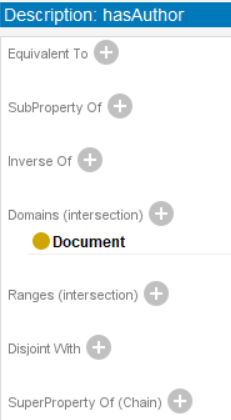 Description: hasAuthor
Equivalent To
SubProperty Of
Inverse Of
Domains (intersection)
Document
Ranges (intersection)
Disjoint With
SuperProperty Of (Chain)